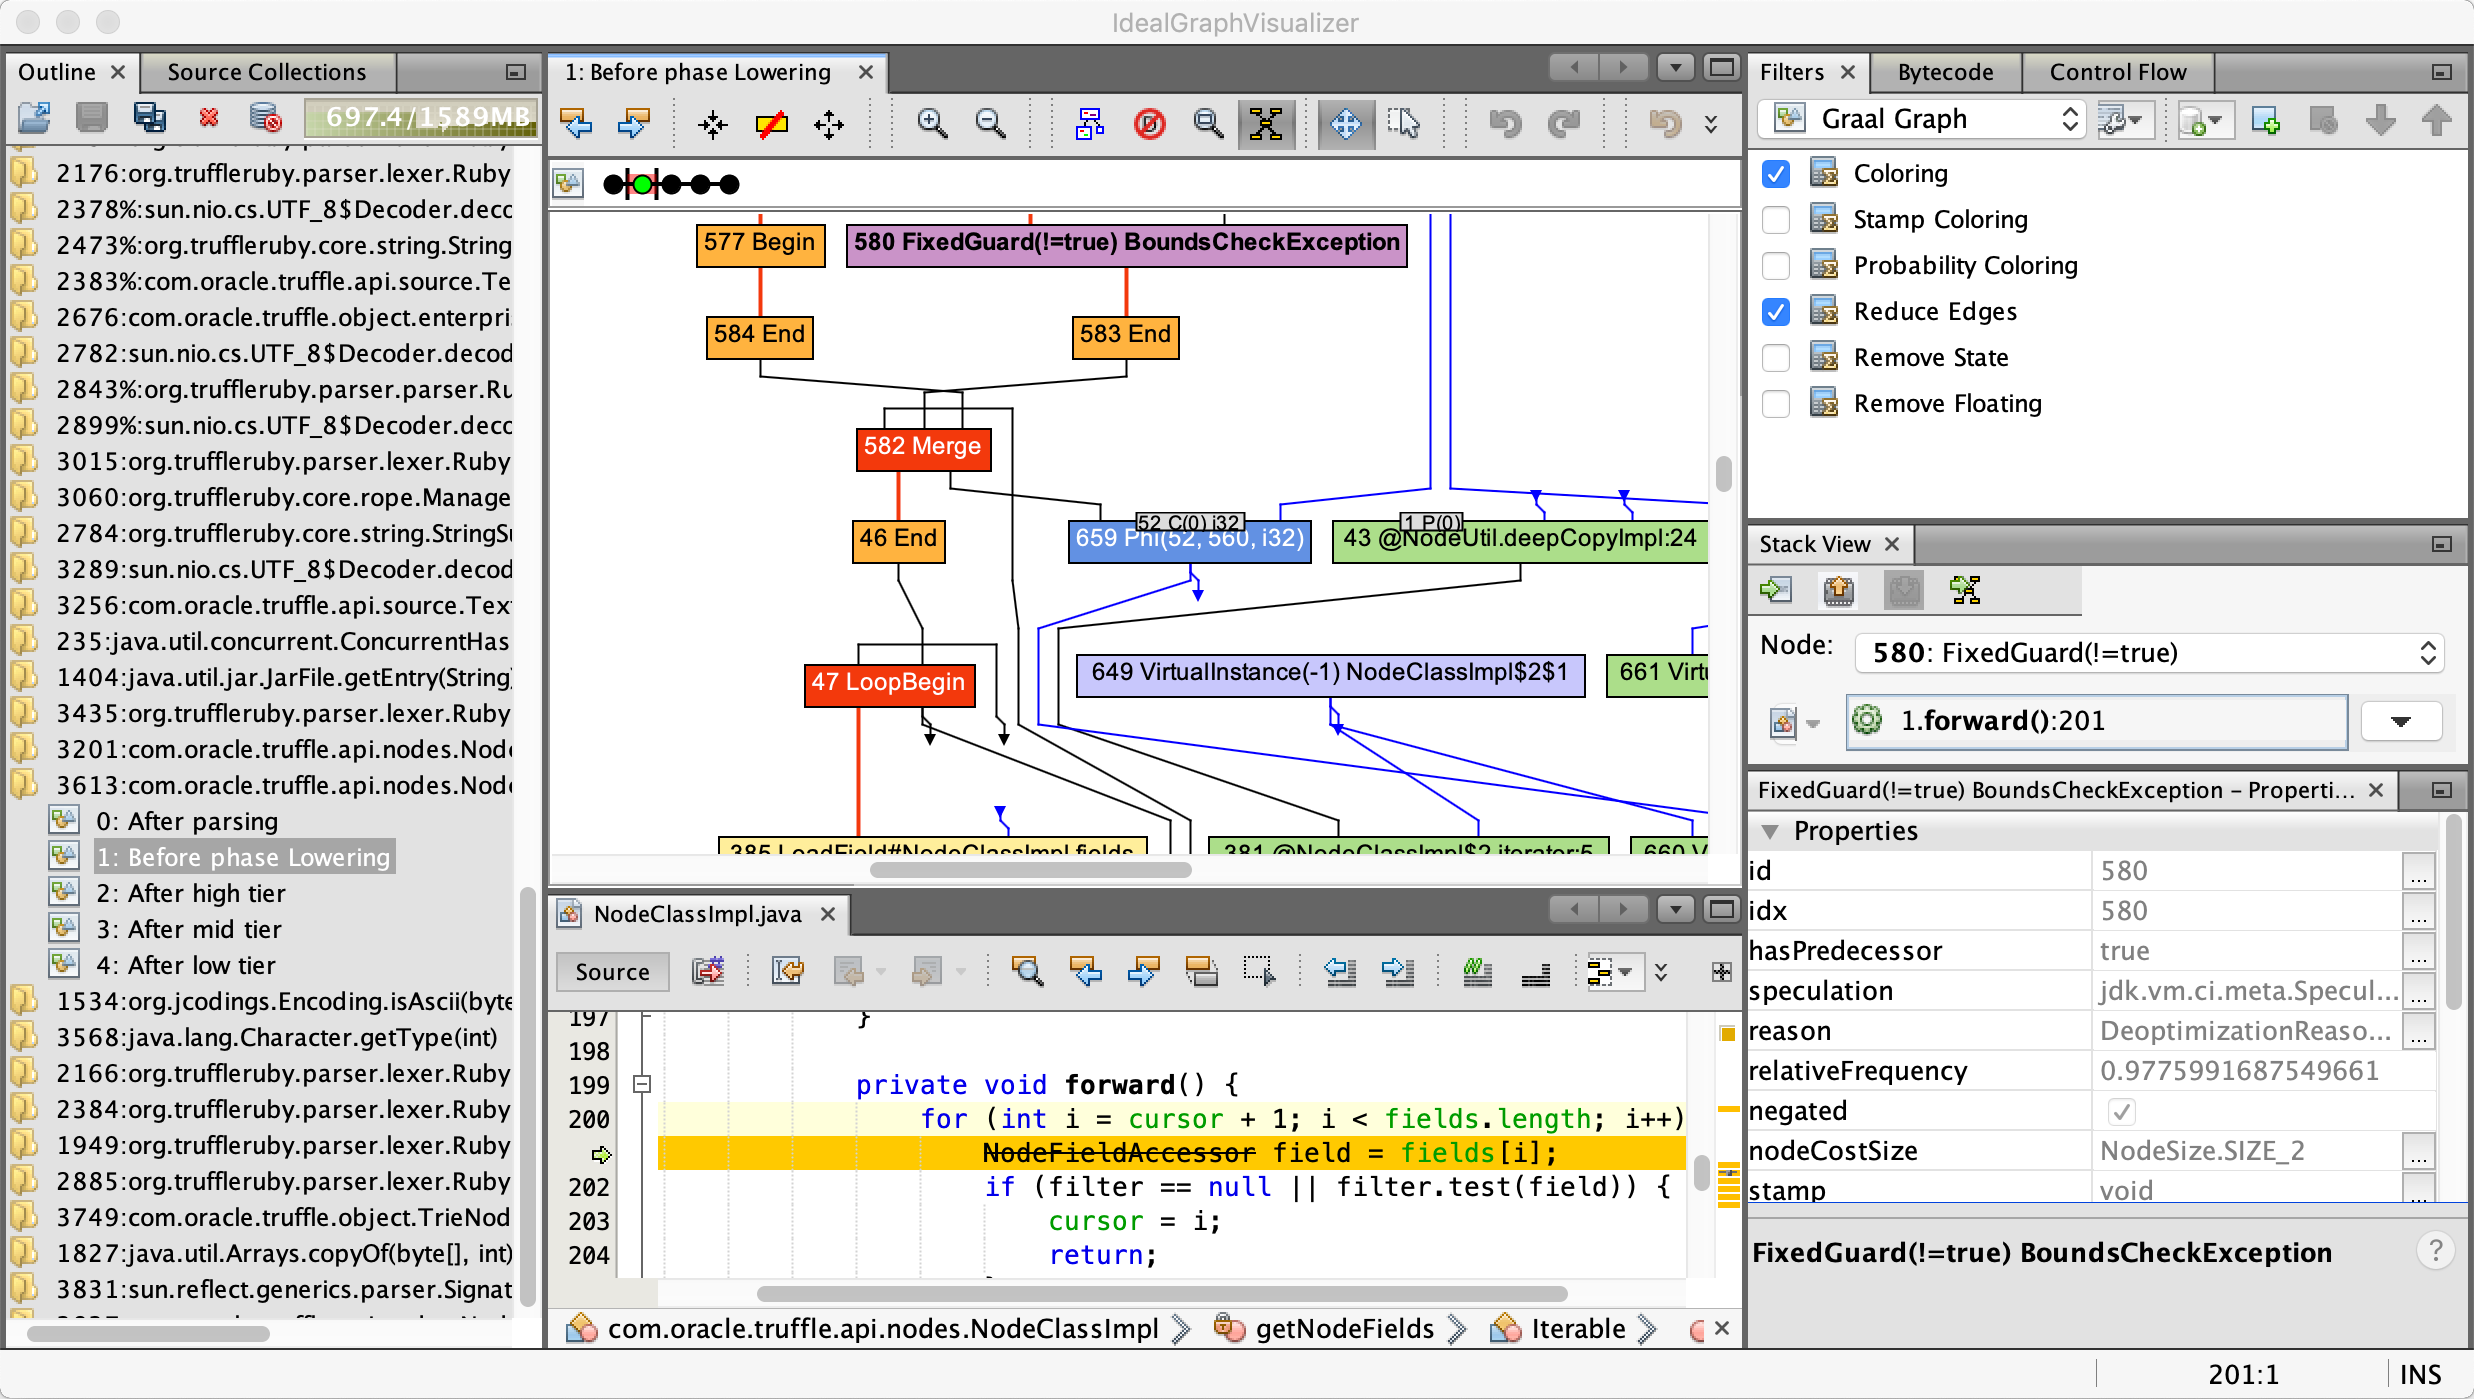 IdealGraphVisualizer
Outline
Source Collections
697.4/1589MB
2176:org.truffleruby.parser.lexer.Ruby
2378%:sun.nio.cs.UTF_8$Decoder.decc
2473%:org.truffleruby.core.string.String
2383%:com.oracle.truffle.api.source.Te
2676:com.oracle.truffle.object.enterpri
2782:sun.nio.cs.UTF_8$Decoder.decod
2843%:org.truffleruby.parser.parser.Ru
2899%:sun.nio.cs.UTF_8$Decoder.decc
3015:org.truffleruby.parser.lexer.Ruby
3060:org.truffleruby.core.rope.Manage
2784:org.truffleruby.core.string.StringSu
3289:sun.nio.cs.UTF_8$Decoder.decod
3256:com.oracle.truffle.api.source.Tex
235:java.util.concurrent.ConcurrentHas
1404:java.util.jar.JarFile.getEntry(String)
3435:org.truffleruby.parser.lexer.Ruby
3201:com.oracle.truffle.api.nodes.Node
3613:com.oracle.truffle.api.nodes.Node
0: After parsing
1: Before phase Lowering
2: After high tier
3: After mid tier
4: After low tier
1534:org.jcodings.Encoding.isAscii(byte
3568:java.lang.Character.getType(int)
2166:org.truffleruby.parser.lexer.Ruby
2384:org.truffleruby.parser.lexer.Ruby
1949:org.truffleruby.parser.lexer.Ruby
2885:org.truffleruby.parser.lexer.Ruby
3749:com.oracle.truffle.object.TrieNod
1827:java.util.Arrays.copyOf(byte[], int)
3831:sun.reflect.generics.parser.Signat
1: Before phase Lowering
577 Begin
580 FixedGuard(!=true) BoundsCheckException
584 End
583 End
582 Merge
46 End
52 C(0) i32
659 Phi(52, 560, i32)
1 P(0)
43 @NodeUtil.deepCopyImpl:24
47 LoopBegin
649 VirtualInstance(-1) NodeClassImpl$2$1
661 Virtu
385 LoadField#NodeClassImpl.fields
381 @NodeClassImpl$2.iterator:5
660 V
NodeClassImpl.java
Source
197 }
198
199 private void forward() {
200 for (int i = cursor + 1; i < fields.length; i++)
NodeFieldAccessor field = fields[i];
202 if (filter == null || filter.test(field)) {
203 cursor = i;
204 return;
com.oracle.truffle.api.nodes.NodeClassImpl
getNodeFields
Iterable
Filters
Bytecode
Control Flow
Graal Graph
Coloring
Stamp Coloring
Probability Coloring
Reduce Edges
Remove State
Remove Floating
Stack View
Node: 580: FixedGuard(!=true)
1.forward():201
FixedGuard(!=true) BoundsCheckException – Properti...
Properties
id 580 ...
idx 580 ...
hasPredecessor true ...
speculation jdk.vm.ci.meta.Specul... ...
reason DeoptimizationReaso... ...
relativeFrequency 0.9775991687549661
negated
nodeCostSize NodeSize.SIZE_2 ...
stamp void ...
FixedGuard(!=true) BoundsCheckException
?
201:1
INS